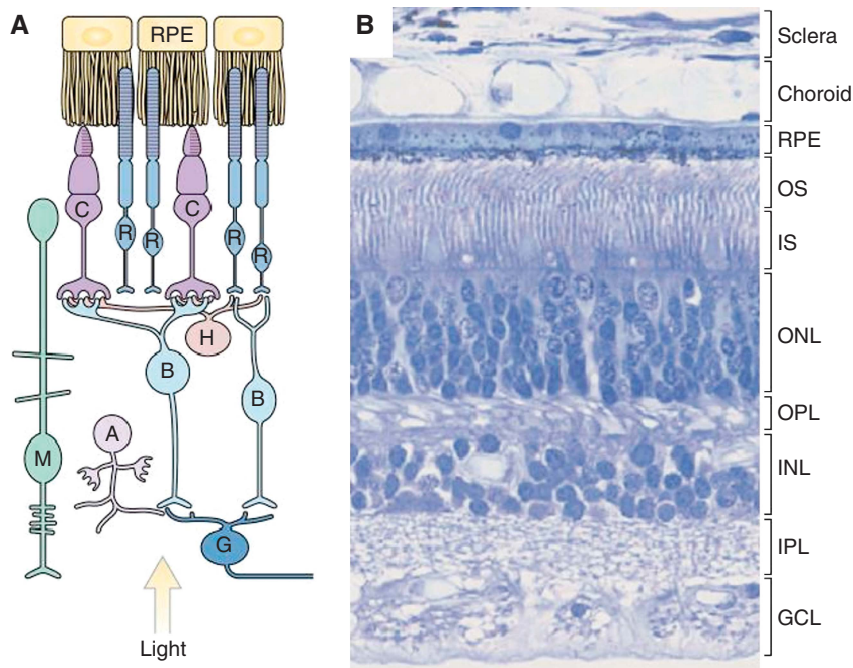 A
RPE
C
C
R
R
R
R
H
B
B
A
M
G
Light
B
Sclera
Choroid
RPE
OS
IS
ONL
OPL
INL
IPL
GCL